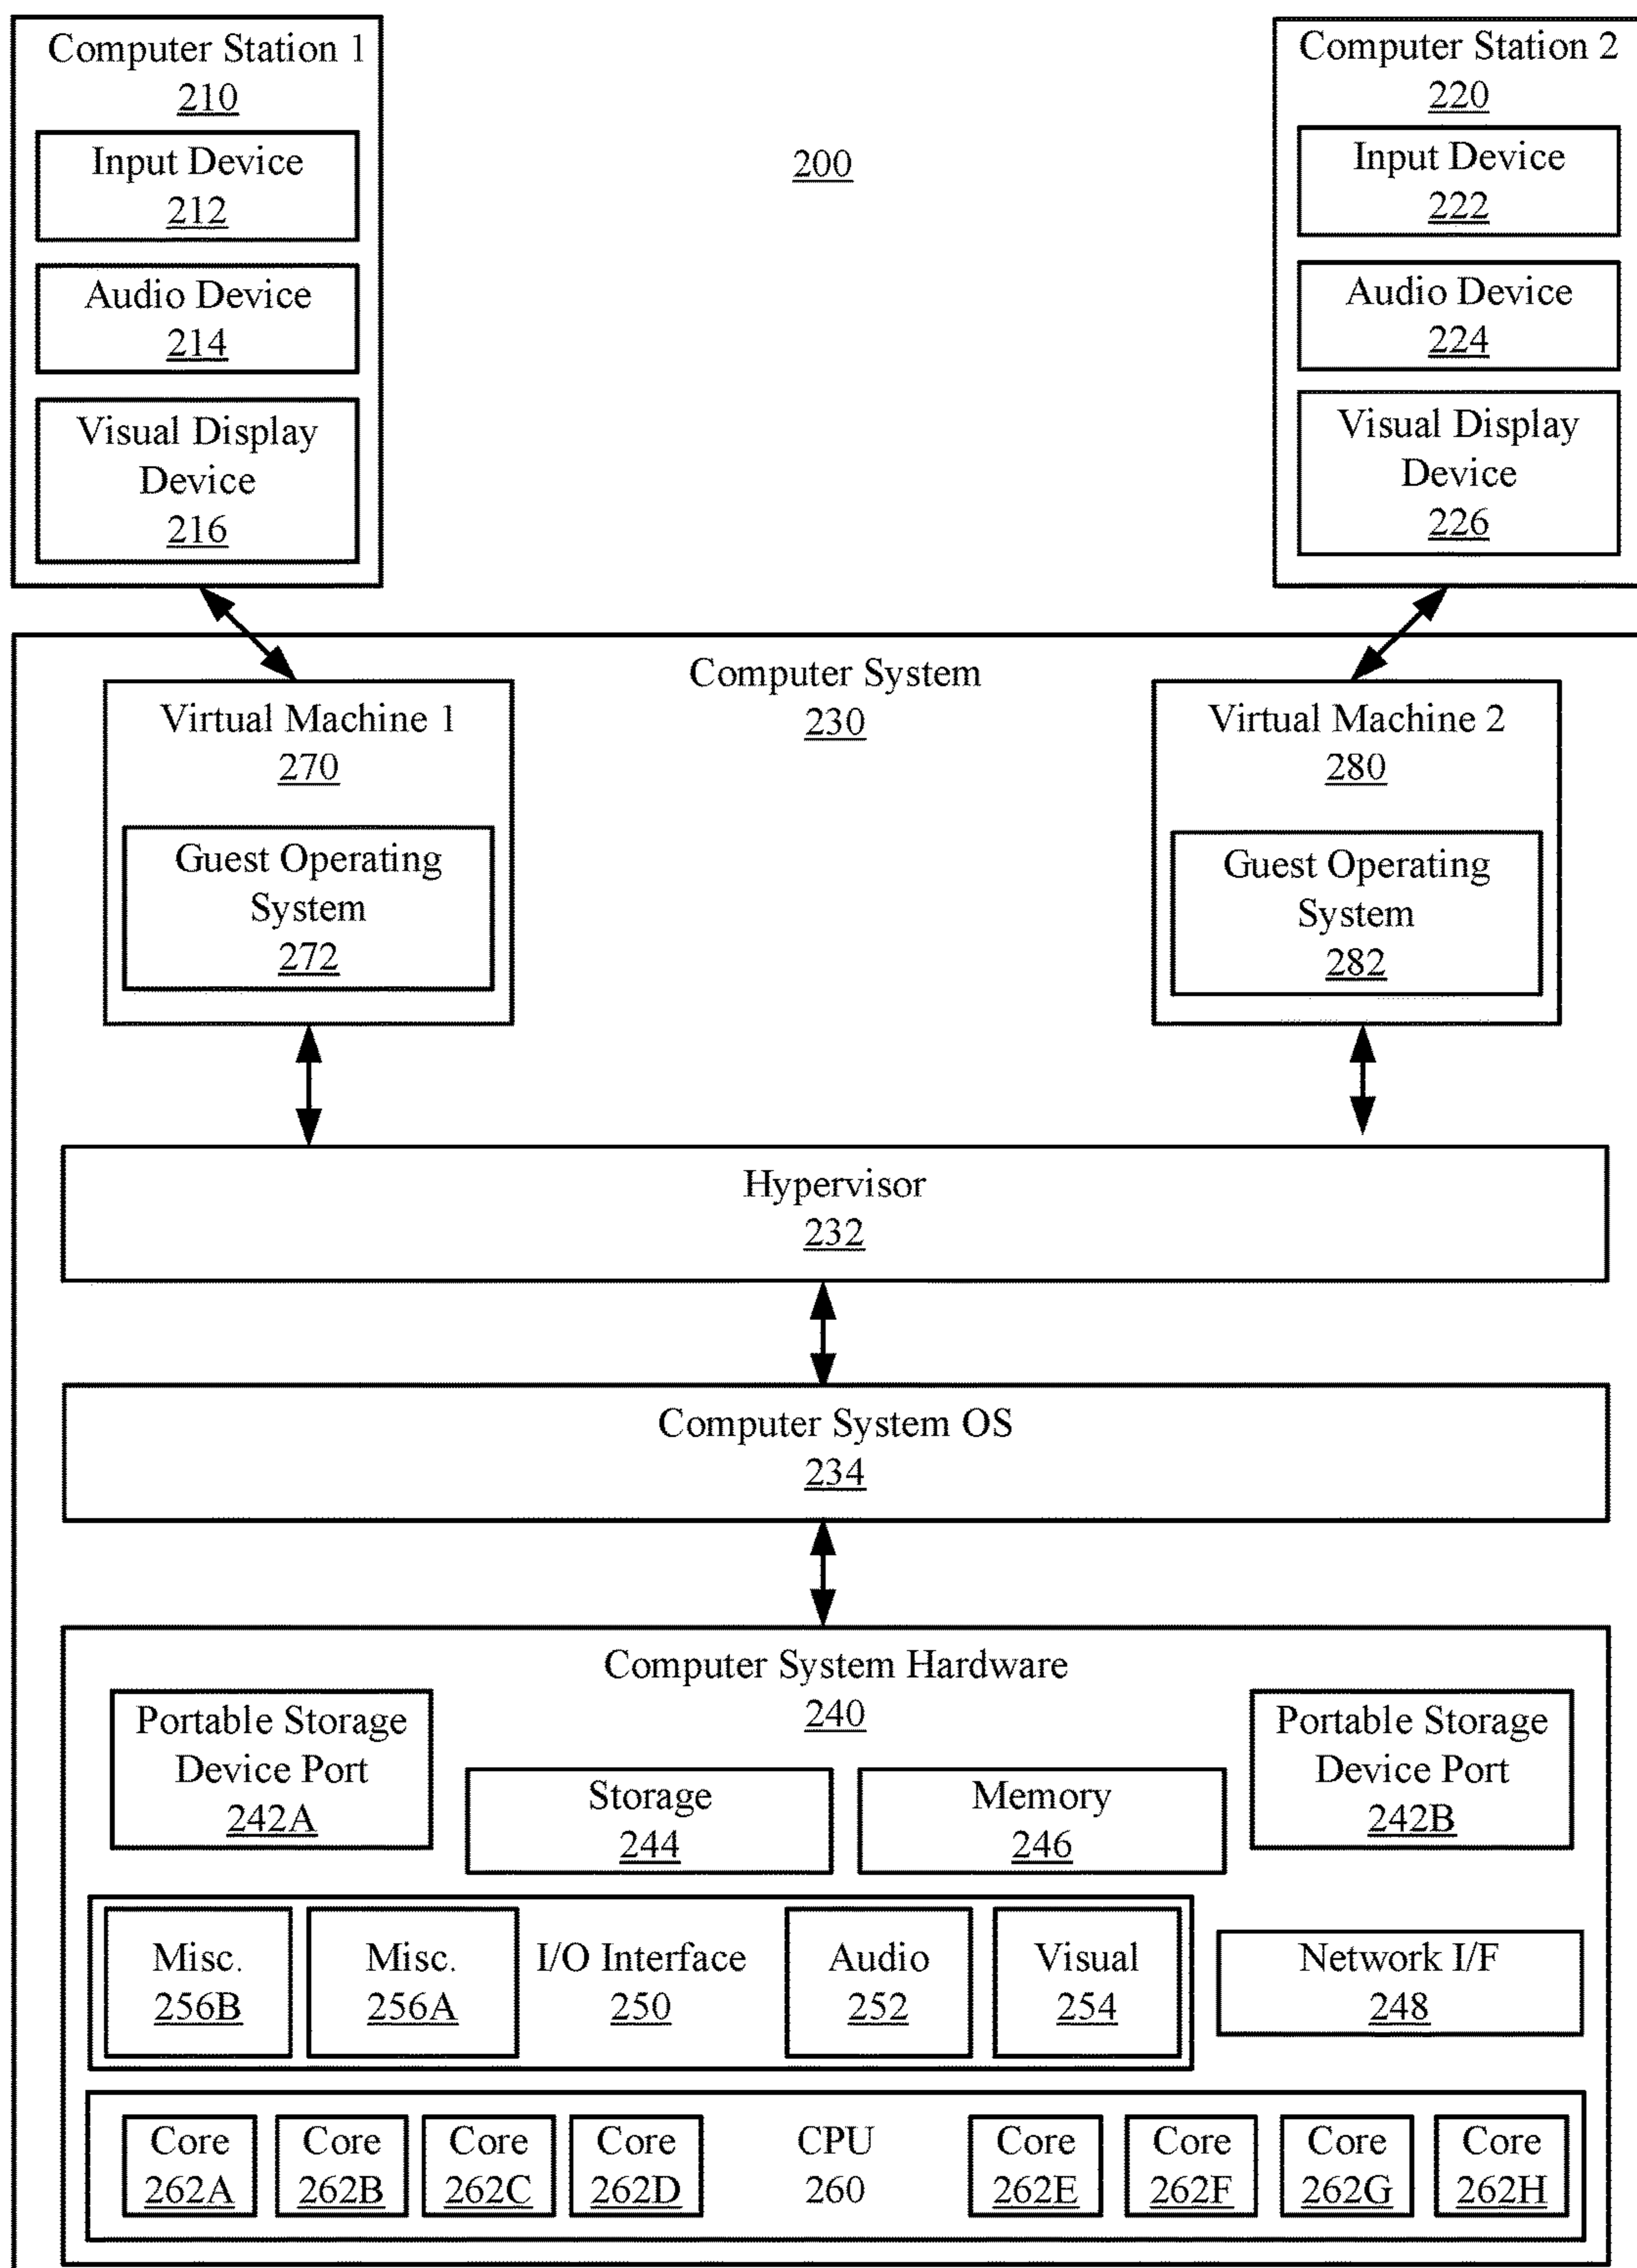 Computer Station 1
210
Input Device
212
Audio Device
214
Visual Display
Device
216
200
Computer Station 2
220
Input Device
222
Audio Device
224
Visual Display
Device
226
Computer System
230
Virtual Machine 1
270
Guest Operating
System
272
Virtual Machine 2
280
Guest Operating
System
282
Hypervisor
232
Computer System OS
234
Computer System Hardware
240
Portable Storage
Device Port
242A
Storage
244
Memory
246
Portable Storage
Device Port
242B
Misc.
256B
Misc.
256A
I/O Interface
250
Audio
252
Visual
254
Network I/F
248
Core
262A
Core
262B
Core
262C
Core
262D
CPU
260
Core
262E
Core
262F
Core
262G
Core
262H